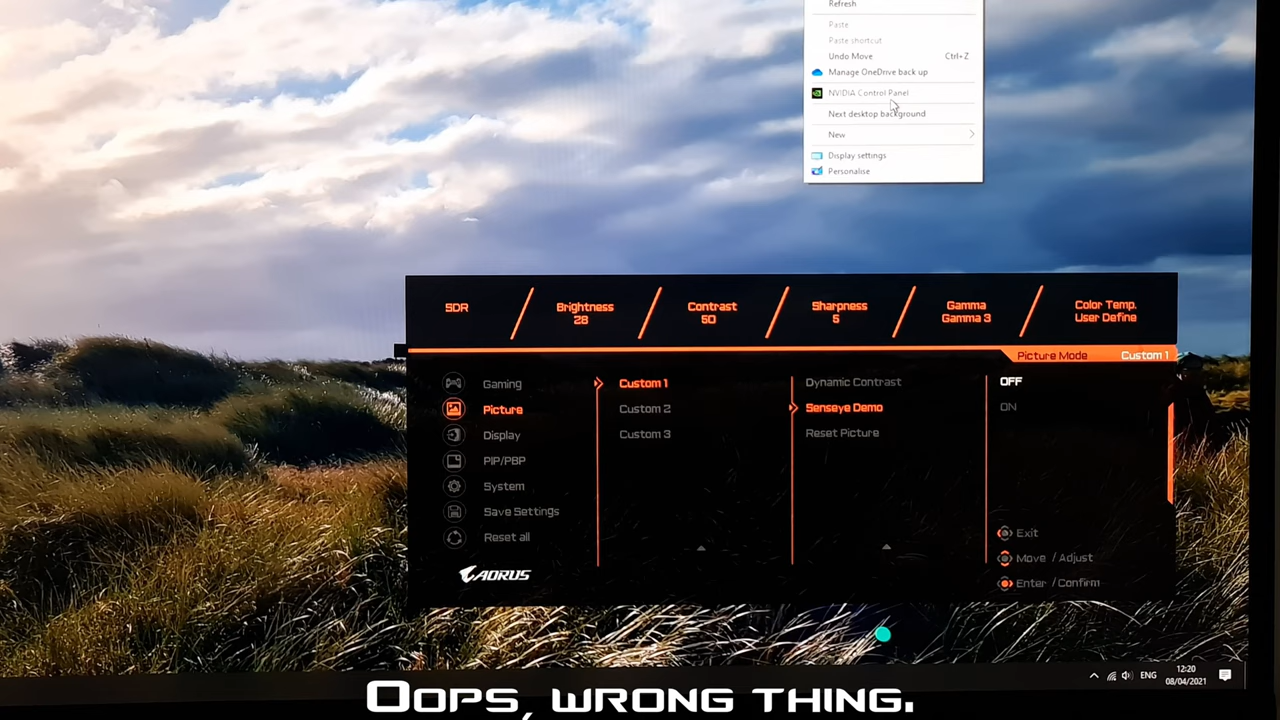 Refresh
Paste
Paste shortcut
Undo Move Ctrl+Z
Manage OneDrive back up
NVIDIA Control Panel
Next desktop background
New
Display settings
Personalise
SDR
Brightness
28
Contrast
50
Sharpness
5
Gamma
Gamma 3
Color Temp.
User Define
Picture Mode Custom 1
Gaming
Picture
Display
PIP/PBP
System
Save Settings
Reset all
Custom 1
Custom 2
Custom 3
Dynamic Contrast
Senseye Demo
Reset Picture
OFF
ON
Exit
Move / Adjust
Enter / Confirm
AORUS
ENG
12:20
08/04/2021
Oops, wrong thing.